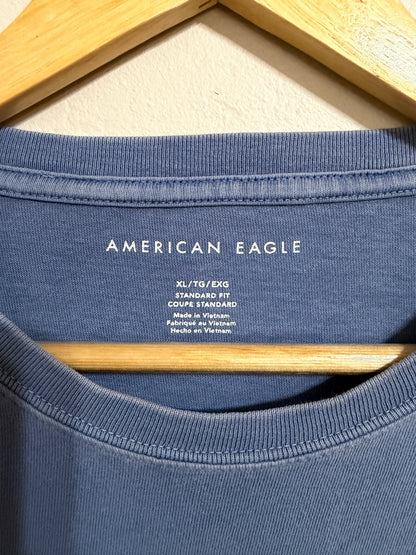 AMERICAN EAGLE
XL/TG/EXG
STANDARD FIT
COUPE STANDARD
Made in Vietnam
Fabriqué au Vietnam
Hecho en Vietnam